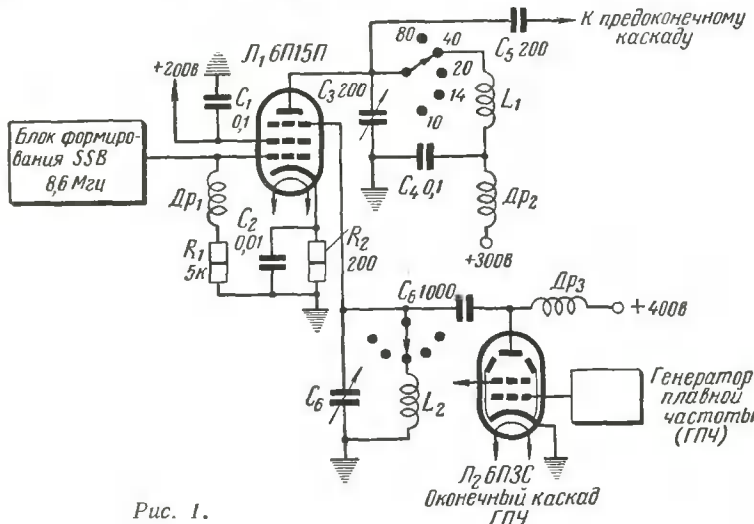 К предоконечному
каскаду
C5 200
80
40
20
14
10
L1
Л1 6П15П
+200в
C1
0,1
C3 200
Блок формиро-
вания SSB
8,6 Мгц
Др1
C2
0,01
R1
5к
R2
200
C4 0,1
Др2
+300в
C6 1000
Др3
+400в
C6
L2
Генератор
плавной
частоты
(ГПЧ)
Л2 6П3С
Оконечный каскад
ГПЧ
Рис. 1.